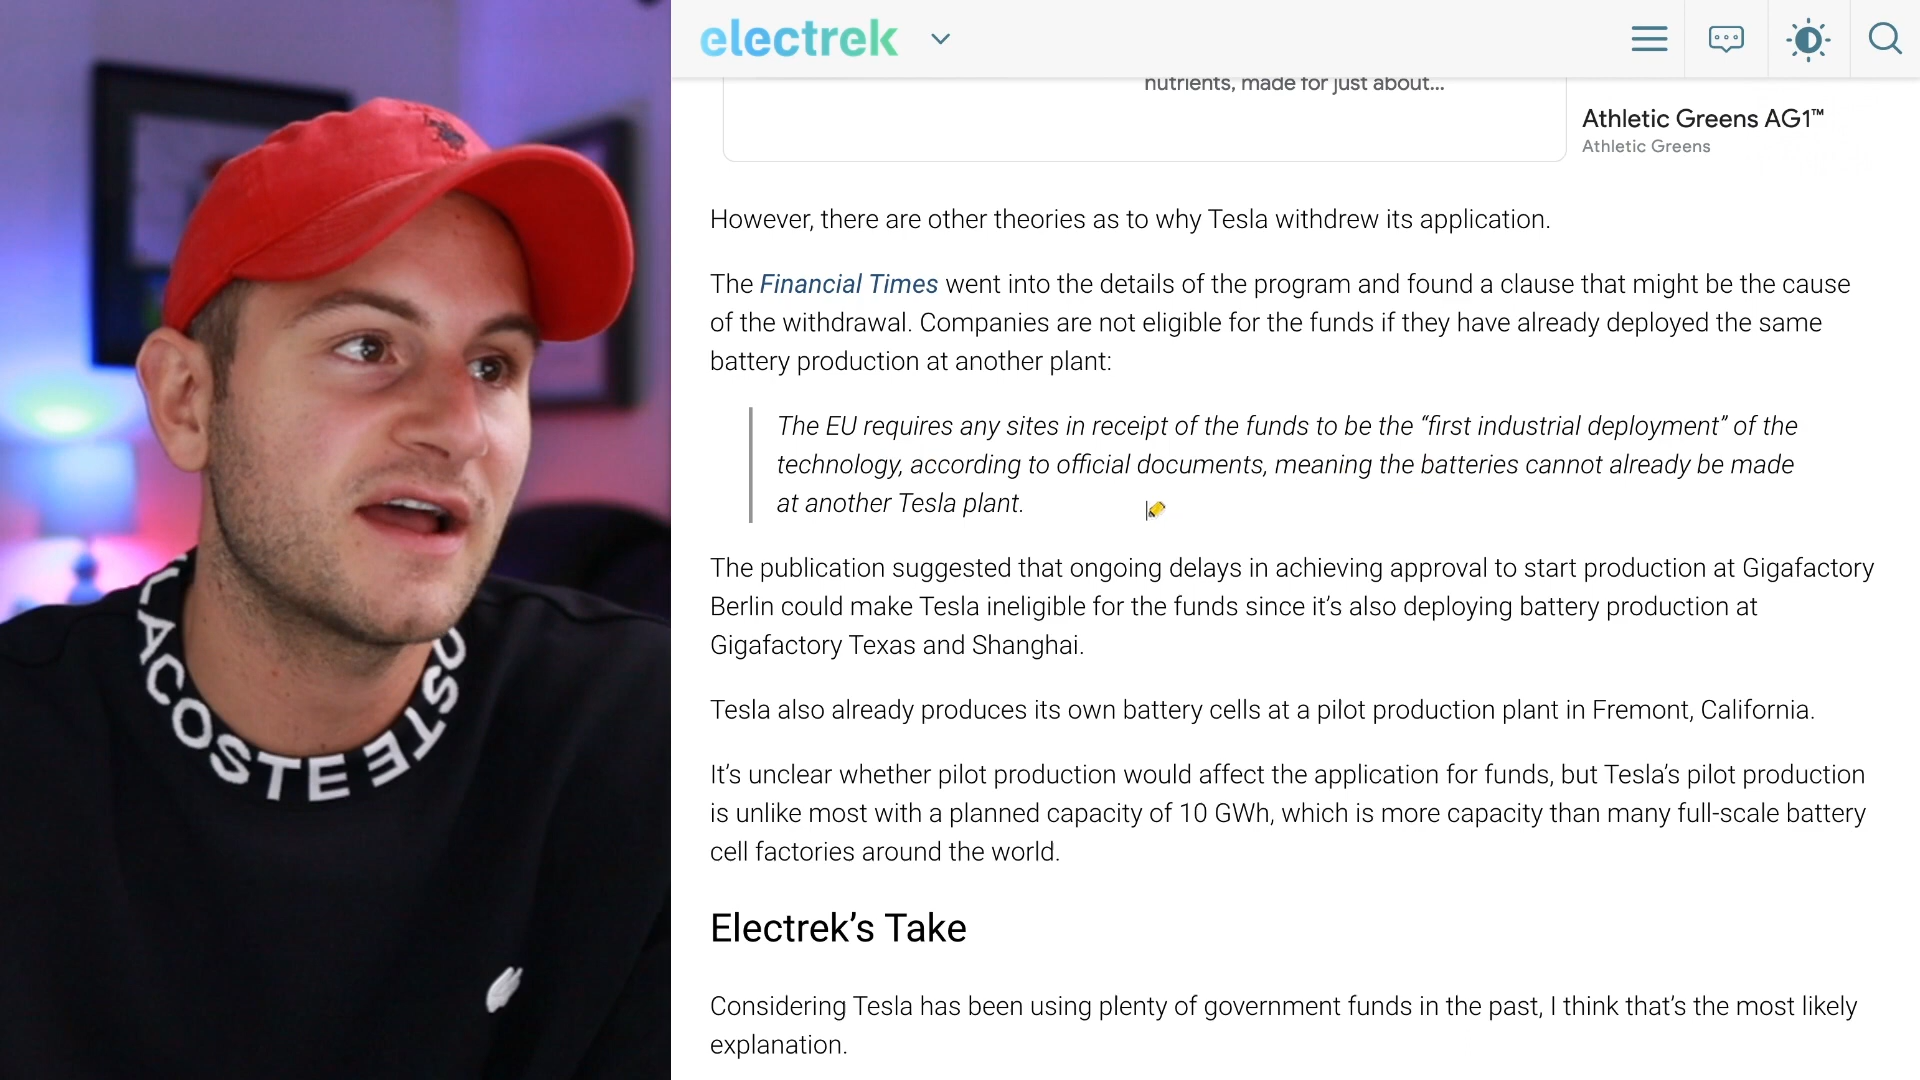 electrek
nutrients, made for just about...
Athletic Greens AG1™
Athletic Greens
However, there are other theories as to why Tesla withdrew its application.
The Financial Times went into the details of the program and found a clause that might be the cause
of the withdrawal. Companies are not eligible for the funds if they have already deployed the same
battery production at another plant:
The EU requires any sites in receipt of the funds to be the “first industrial deployment” of the
technology, according to official documents, meaning the batteries cannot already be made
at another Tesla plant.
The publication suggested that ongoing delays in achieving approval to start production at Gigafactory
Berlin could make Tesla ineligible for the funds since it’s also deploying battery production at
Gigafactory Texas and Shanghai.
Tesla also already produces its own battery cells at a pilot production plant in Fremont, California.
It’s unclear whether pilot production would affect the application for funds, but Tesla’s pilot production
is unlike most with a planned capacity of 10 GWh, which is more capacity than many full-scale battery
cell factories around the world.
Electrek’s Take
Considering Tesla has been using plenty of government funds in the past, I think that’s the most likely
explanation.
LACOSTE